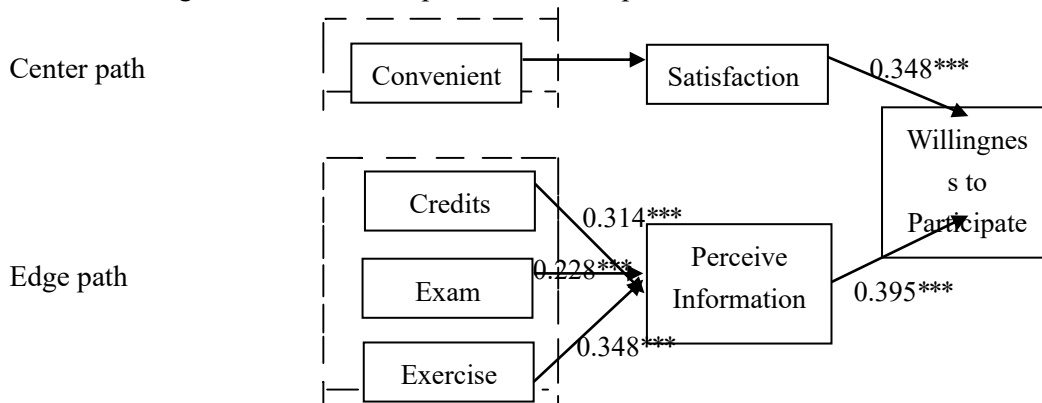 Center path
Convenient
Satisfaction
0.348***
Willingnes
s to
Participate
Credits
0.314***
Edge path
Exam
0.228***
Perceive
Information
0.395***
Exercise
0.348***